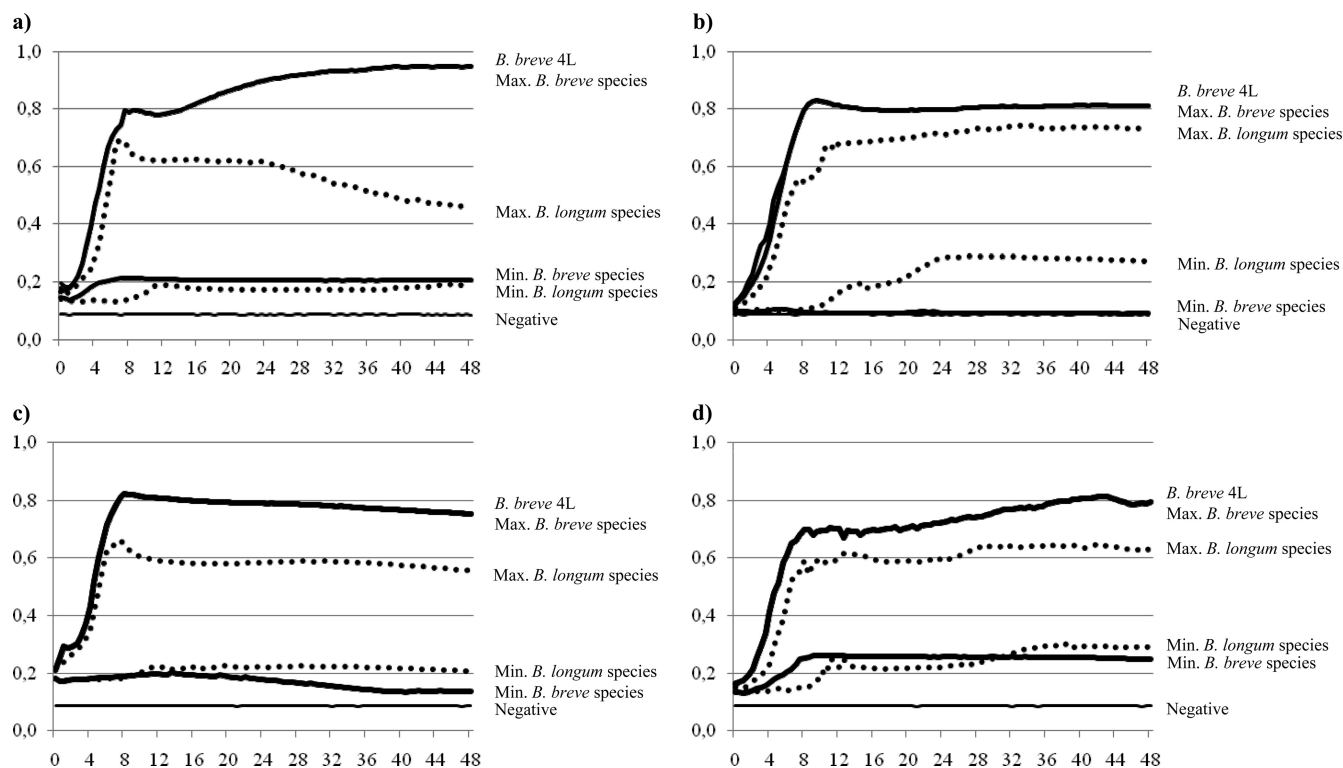 a)
1,0
0,8
0,6
0,4
0,2
0,0
0 4 8 12 16 20 24 28 32 36 40 44 48
B. breve 4L
Max. B. breve species
Max. B. longum species
Min. B. breve species
Min. B. longum species
Negative
b)
1,0
0,8
0,6
0,4
0,2
0,0
0 4 8 12 16 20 24 28 32 36 40 44 48
B. breve 4L
Max. B. breve species
Max. B. longum species
Min. B. longum species
Min. B. breve species
Negative
c)
1,0
0,8
0,6
0,4
0,2
0,0
0 4 8 12 16 20 24 28 32 36 40 44 48
B. breve 4L
Max. B. breve species
Max. B. longum species
Min. B. longum species
Min. B. breve species
Negative
d)
1,0
0,8
0,6
0,4
0,2
0,0
0 4 8 12 16 20 24 28 32 36 40 44 48
B. breve 4L
Max. B. breve species
Max. B. longum species
Min. B. longum species
Min. B. breve species
Negative